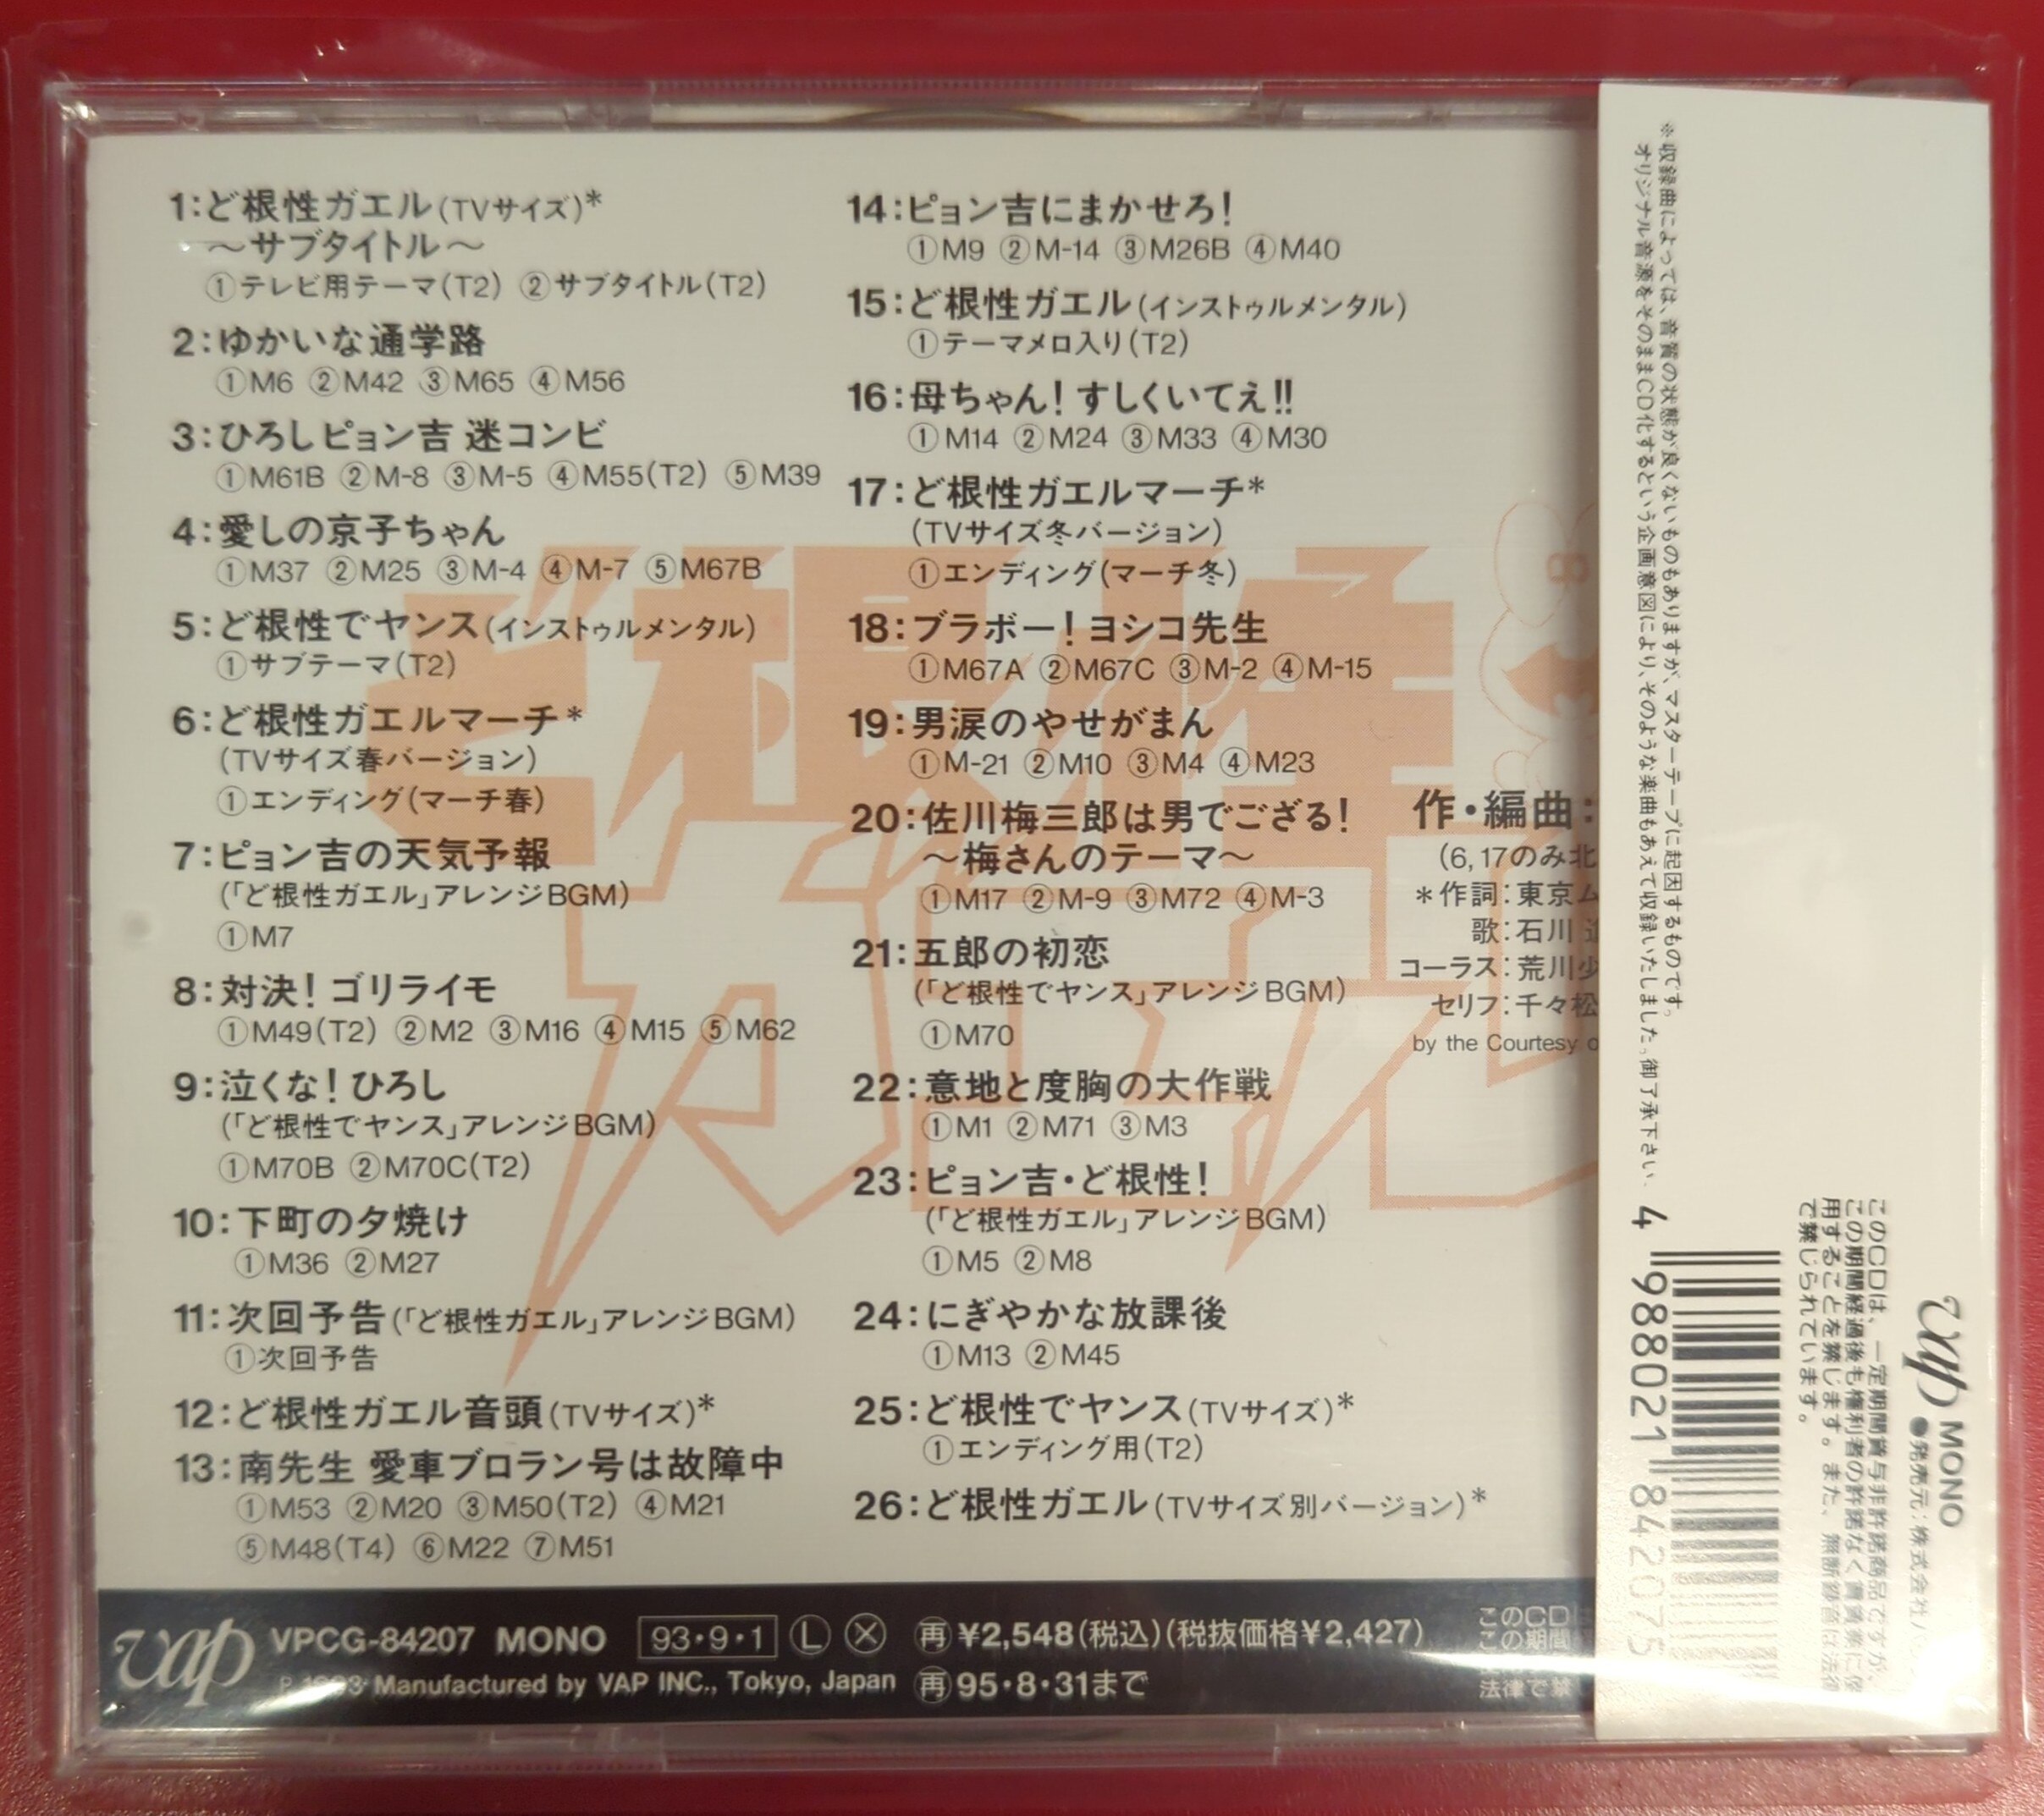 1:ど根性ガエル(TVサイズ)*
～サブタイトル～
①テレビ用テーマ(T2) ②サブタイトル(T2)
2:ゆかいな通学路
①M6 ②M42 ③M65 ④M56
3:ひろしピョン吉 迷コンビ
①M61B ②M-8 ③M-5 ④M55(T2) ⑤M39
4:愛しの京子ちゃん
①M37 ②M25 ③M-4 ④M-7 ⑤M67B
5:ど根性でヤンス(インストゥルメンタル)
①サブテーマ(T2)
6:ど根性ガエルマーチ*
(TVサイズ春バージョン)
①エンディング(マーチ春)
7:ピョン吉の天気予報
(「ど根性ガエル」アレンジBGM)
①M7
8:対決! ゴリライモ
①M49(T2) ②M2 ③M16 ④M15 ⑤M62
9:泣くな! ひろし
(「ど根性でヤンス」アレンジBGM)
①M70B ②M70C(T2)
10:下町の夕焼け
①M36 ②M27
11:次回予告(「ど根性ガエル」アレンジBGM)
①次回予告
12:ど根性ガエル音頭(TVサイズ)*
13:南先生 愛車ブロラン号は故障中
①M53 ②M20 ③M50(T2) ④M21
⑤M48(T4) ⑥M22 ⑦M51
14:ピョン吉にまかせろ!
①M9 ②M-14 ③M26B ④M40
15:ど根性ガエル(インストゥルメンタル)
①テーマメロ入り(T2)
16:母ちゃん! すしくいてえ!!
①M14 ②M24 ③M33 ④M30
17:ど根性ガエルマーチ*
(TVサイズ冬バージョン)
①エンディング(マーチ冬)
18:ブラボー! ヨシコ先生
①M67A ②M67C ③M-2 ④M-15
19:男涙のやせがまん
①M-21 ②M10 ③M4 ④M23
20:佐川梅三郎は男でござる!
～梅さんのテーマ～
①M17 ②M-9 ③M72 ④M-3
21:五郎の初恋
(「ど根性でヤンス」アレンジBGM)
①M70
22:意地と度胸の大作戦
①M1 ②M71 ③M3
23:ピョン吉・ど根性!
(「ど根性ガエル」アレンジBGM)
①M5 ②M8
24:にぎやかな放課後
①M13 ②M45
25:ど根性でヤンス(TVサイズ)*
①エンディング用(T2)
26:ど根性ガエル(TVサイズ別バージョン)*
ど根性
ガエル
作・編曲:
(6,17のみ北
*作詞:東京ム
歌:石川
コーラス:荒川少
セリフ:千々松
by the Courtesy o
vap VPCG-84207 MONO 93・9・1 Ⓛ Ⓧ ㊢¥2,548(税込)(税抜価格¥2,427)
Manufactured by VAP INC., Tokyo, Japan 再95・8・31まで
このCD
この期間
法律で禁
※収録曲によっては、音質の状態が良くないものもありますが、マスターテープに起因するものです。
オリジナル音源をそのままCD化するという企画意図により、そのような楽曲もあえて収録いたしました。御了承下さい。
4 988021 842075
このCDは、一定期間貸与非許諾商品ですが、
この期間経過後も権利者の許諾なく賃貸業に使
用することを禁じます。また、無断録音は法律
で禁じられています。
vap MONO
●発売元:株式会社